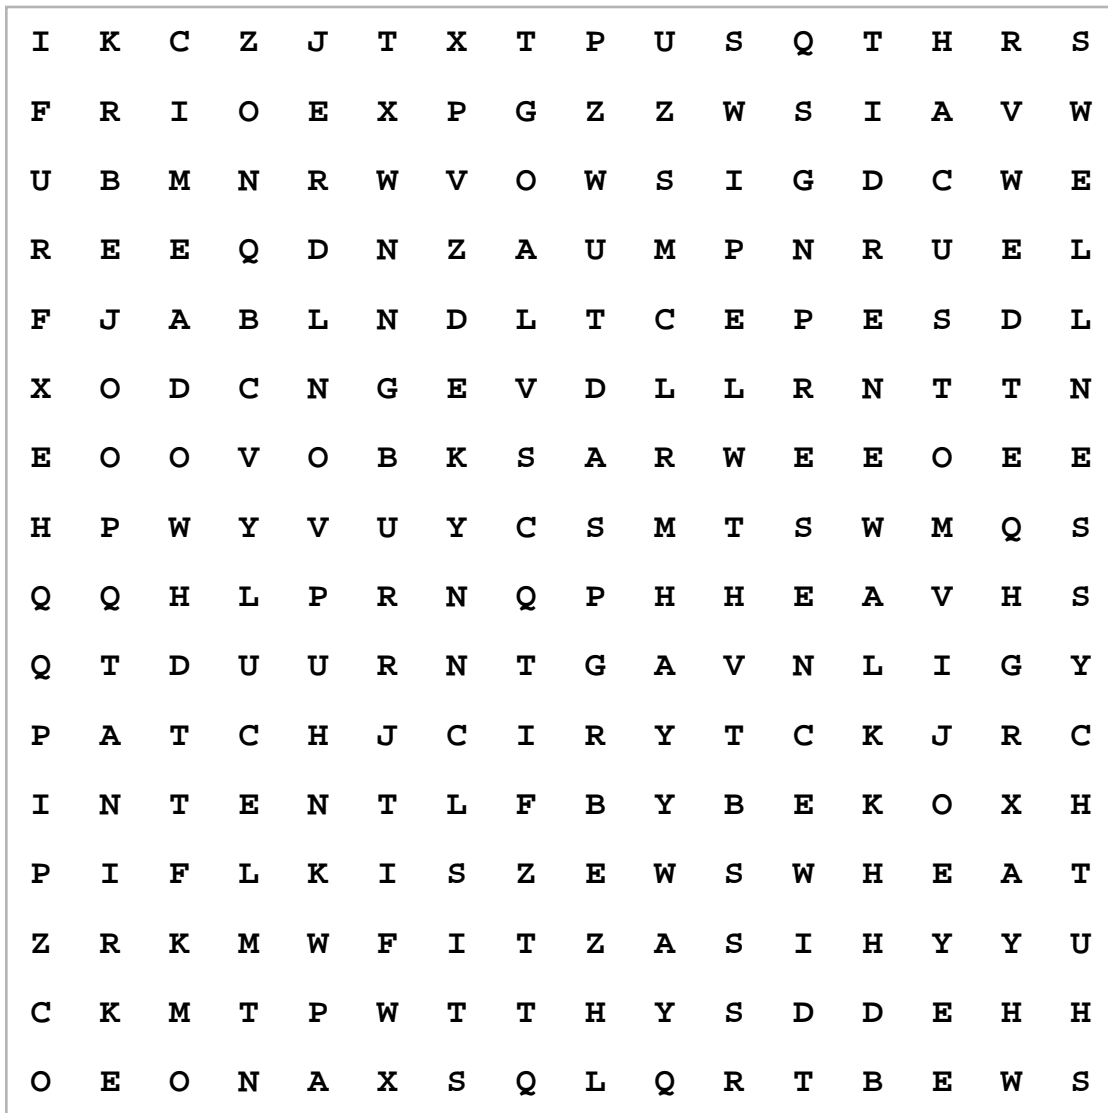 I K C Z J T X T P U S Q T H R S
F R I O E X P G Z Z W S I A V W
U B M N R W V O W S I G D C W E
R E E Q D N Z A U M P N R U E L
F J A B L N D L T C E P E S D L
X O D C N G E V D L L R N T T N
E O O V O B K S A R W E E O E E
H P W Y V U Y C S M T S W M Q S
Q Q H L P R N Q P H H E A V H S
Q T D U U R N T G A V N L I G Y
P A T C H J C I R Y T C K J R C
I N T E N T L F B Y B E K O X H
P I F L K I S Z E W S W H E A T
Z R K M W F I T Z A S I H Y Y U
C K M T P W T T H Y S D D E H H
O E O N A X S Q L Q R T B E W S